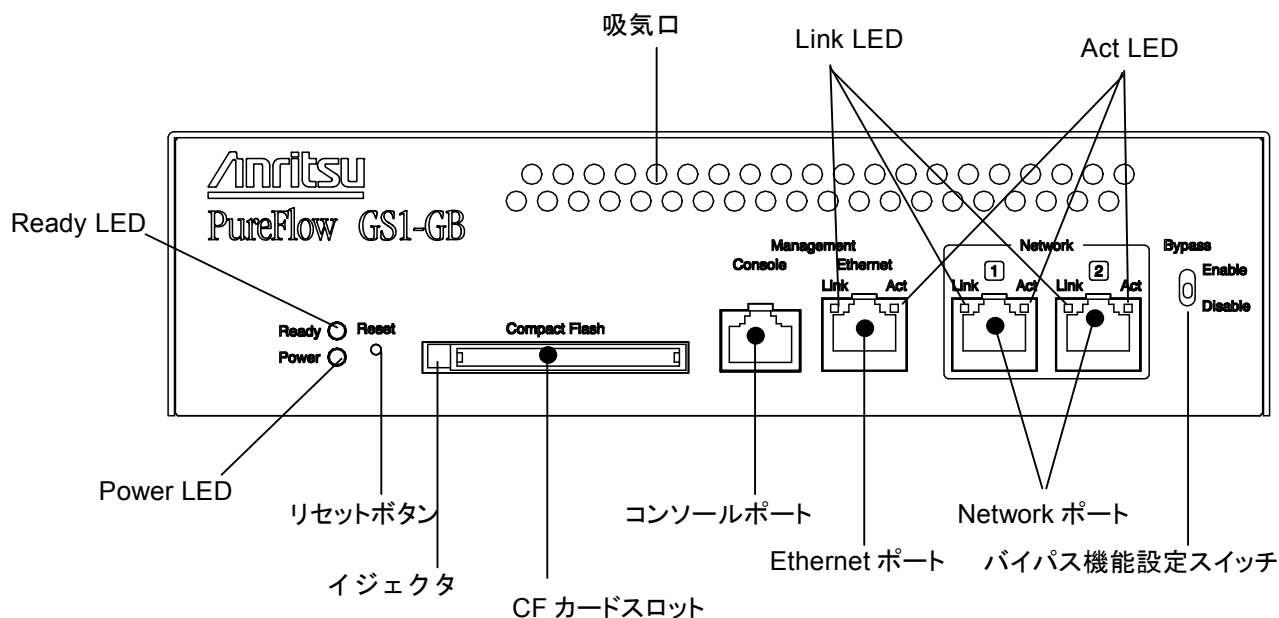 吸気口
Link LED
Act LED
Anritsu
PureFlow GS1-GB
Ready LED
Management
Console
Ethernet
Link
Act
Network
1
2
Link
Act
Link
Act
Bypass
Enable
Disable
Ready
Power
Reset
Compact Flash
Power LED
リセットボタン
コンソールポート
Network ポート
Ethernet ポート
バイパス機能設定スイッチ
イジェクタ
CF カードスロット